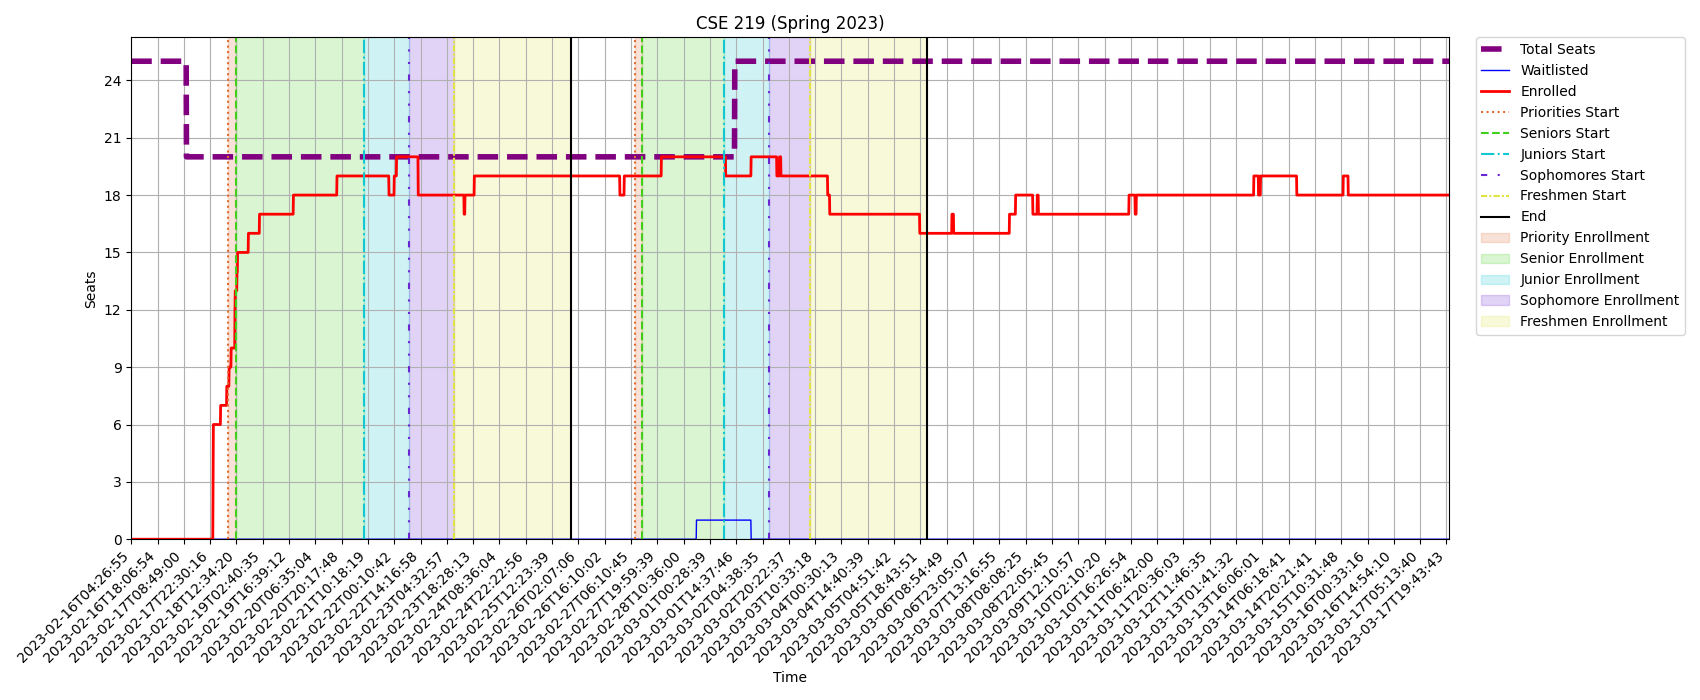 CSE 219 (Spring 2023)
Total Seats
Waitlisted
Enrolled
Priorities Start
Seniors Start
Juniors Start
Sophomores Start
Freshmen Start
End
Priority Enrollment
Senior Enrollment
Junior Enrollment
Sophomore Enrollment
Freshmen Enrollment
Seats
24
21
18
15
12
9
6
3
0
2023-02-16T04:26:55
2023-02-16T18:06:54
2023-02-17T08:49:00
2023-02-17T22:30:16
2023-02-18T12:34:20
2023-02-19T02:40:35
2023-02-19T16:39:12
2023-02-20T06:35:04
2023-02-20T20:17:48
2023-02-21T10:18:19
2023-02-22T00:10:42
2023-02-22T14:16:58
2023-02-23T04:32:57
2023-02-23T18:28:13
2023-02-24T08:36:04
2023-02-24T22:22:56
2023-02-25T12:23:39
2023-02-26T02:07:06
2023-02-26T16:10:02
2023-02-27T06:10:45
2023-02-27T19:59:39
2023-02-28T10:36:00
2023-03-01T00:28:39
2023-03-01T14:37:46
2023-03-02T04:38:35
2023-03-02T20:22:37
2023-03-03T10:33:18
2023-03-04T00:30:13
2023-03-04T14:40:39
2023-03-05T04:51:42
2023-03-05T18:43:51
2023-03-06T08:54:49
2023-03-06T23:05:07
2023-03-07T13:16:55
2023-03-08T08:08:25
2023-03-08T22:05:45
2023-03-09T12:10:57
2023-03-10T02:10:20
2023-03-10T16:26:54
2023-03-11T06:42:00
2023-03-11T20:36:03
2023-03-12T11:46:35
2023-03-13T01:41:32
2023-03-13T16:06:01
2023-03-14T06:18:41
2023-03-14T20:21:41
2023-03-15T10:31:48
2023-03-16T00:33:16
2023-03-16T14:54:10
2023-03-17T05:13:40
2023-03-17T19:43:43
Time